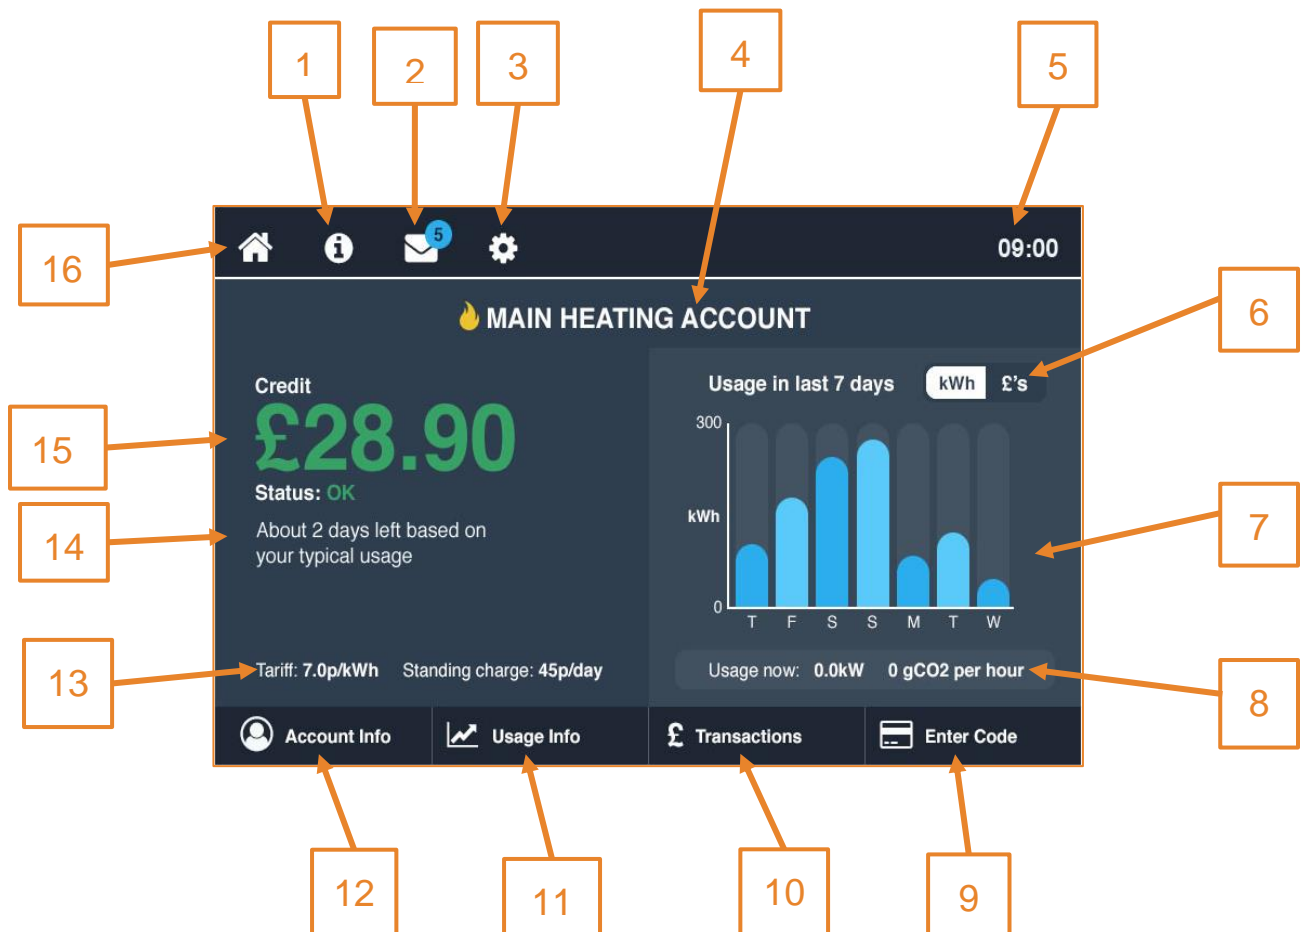 1
2
3
4
5
16
5
09:00
MAIN HEATING ACCOUNT
6
Credit
Usage in last 7 days kWh £'s
£28.90
15
300
Status: OK
About 2 days left based on
your typical usage
14
kWh
7
0
T F S S M T W
13
Tariff: 7.0p/kWh Standing charge: 45p/day
Usage now: 0.0kW 0 gCO2 per hour
8
Account Info
Usage Info
£ Transactions
Enter Code
12
11
10
9